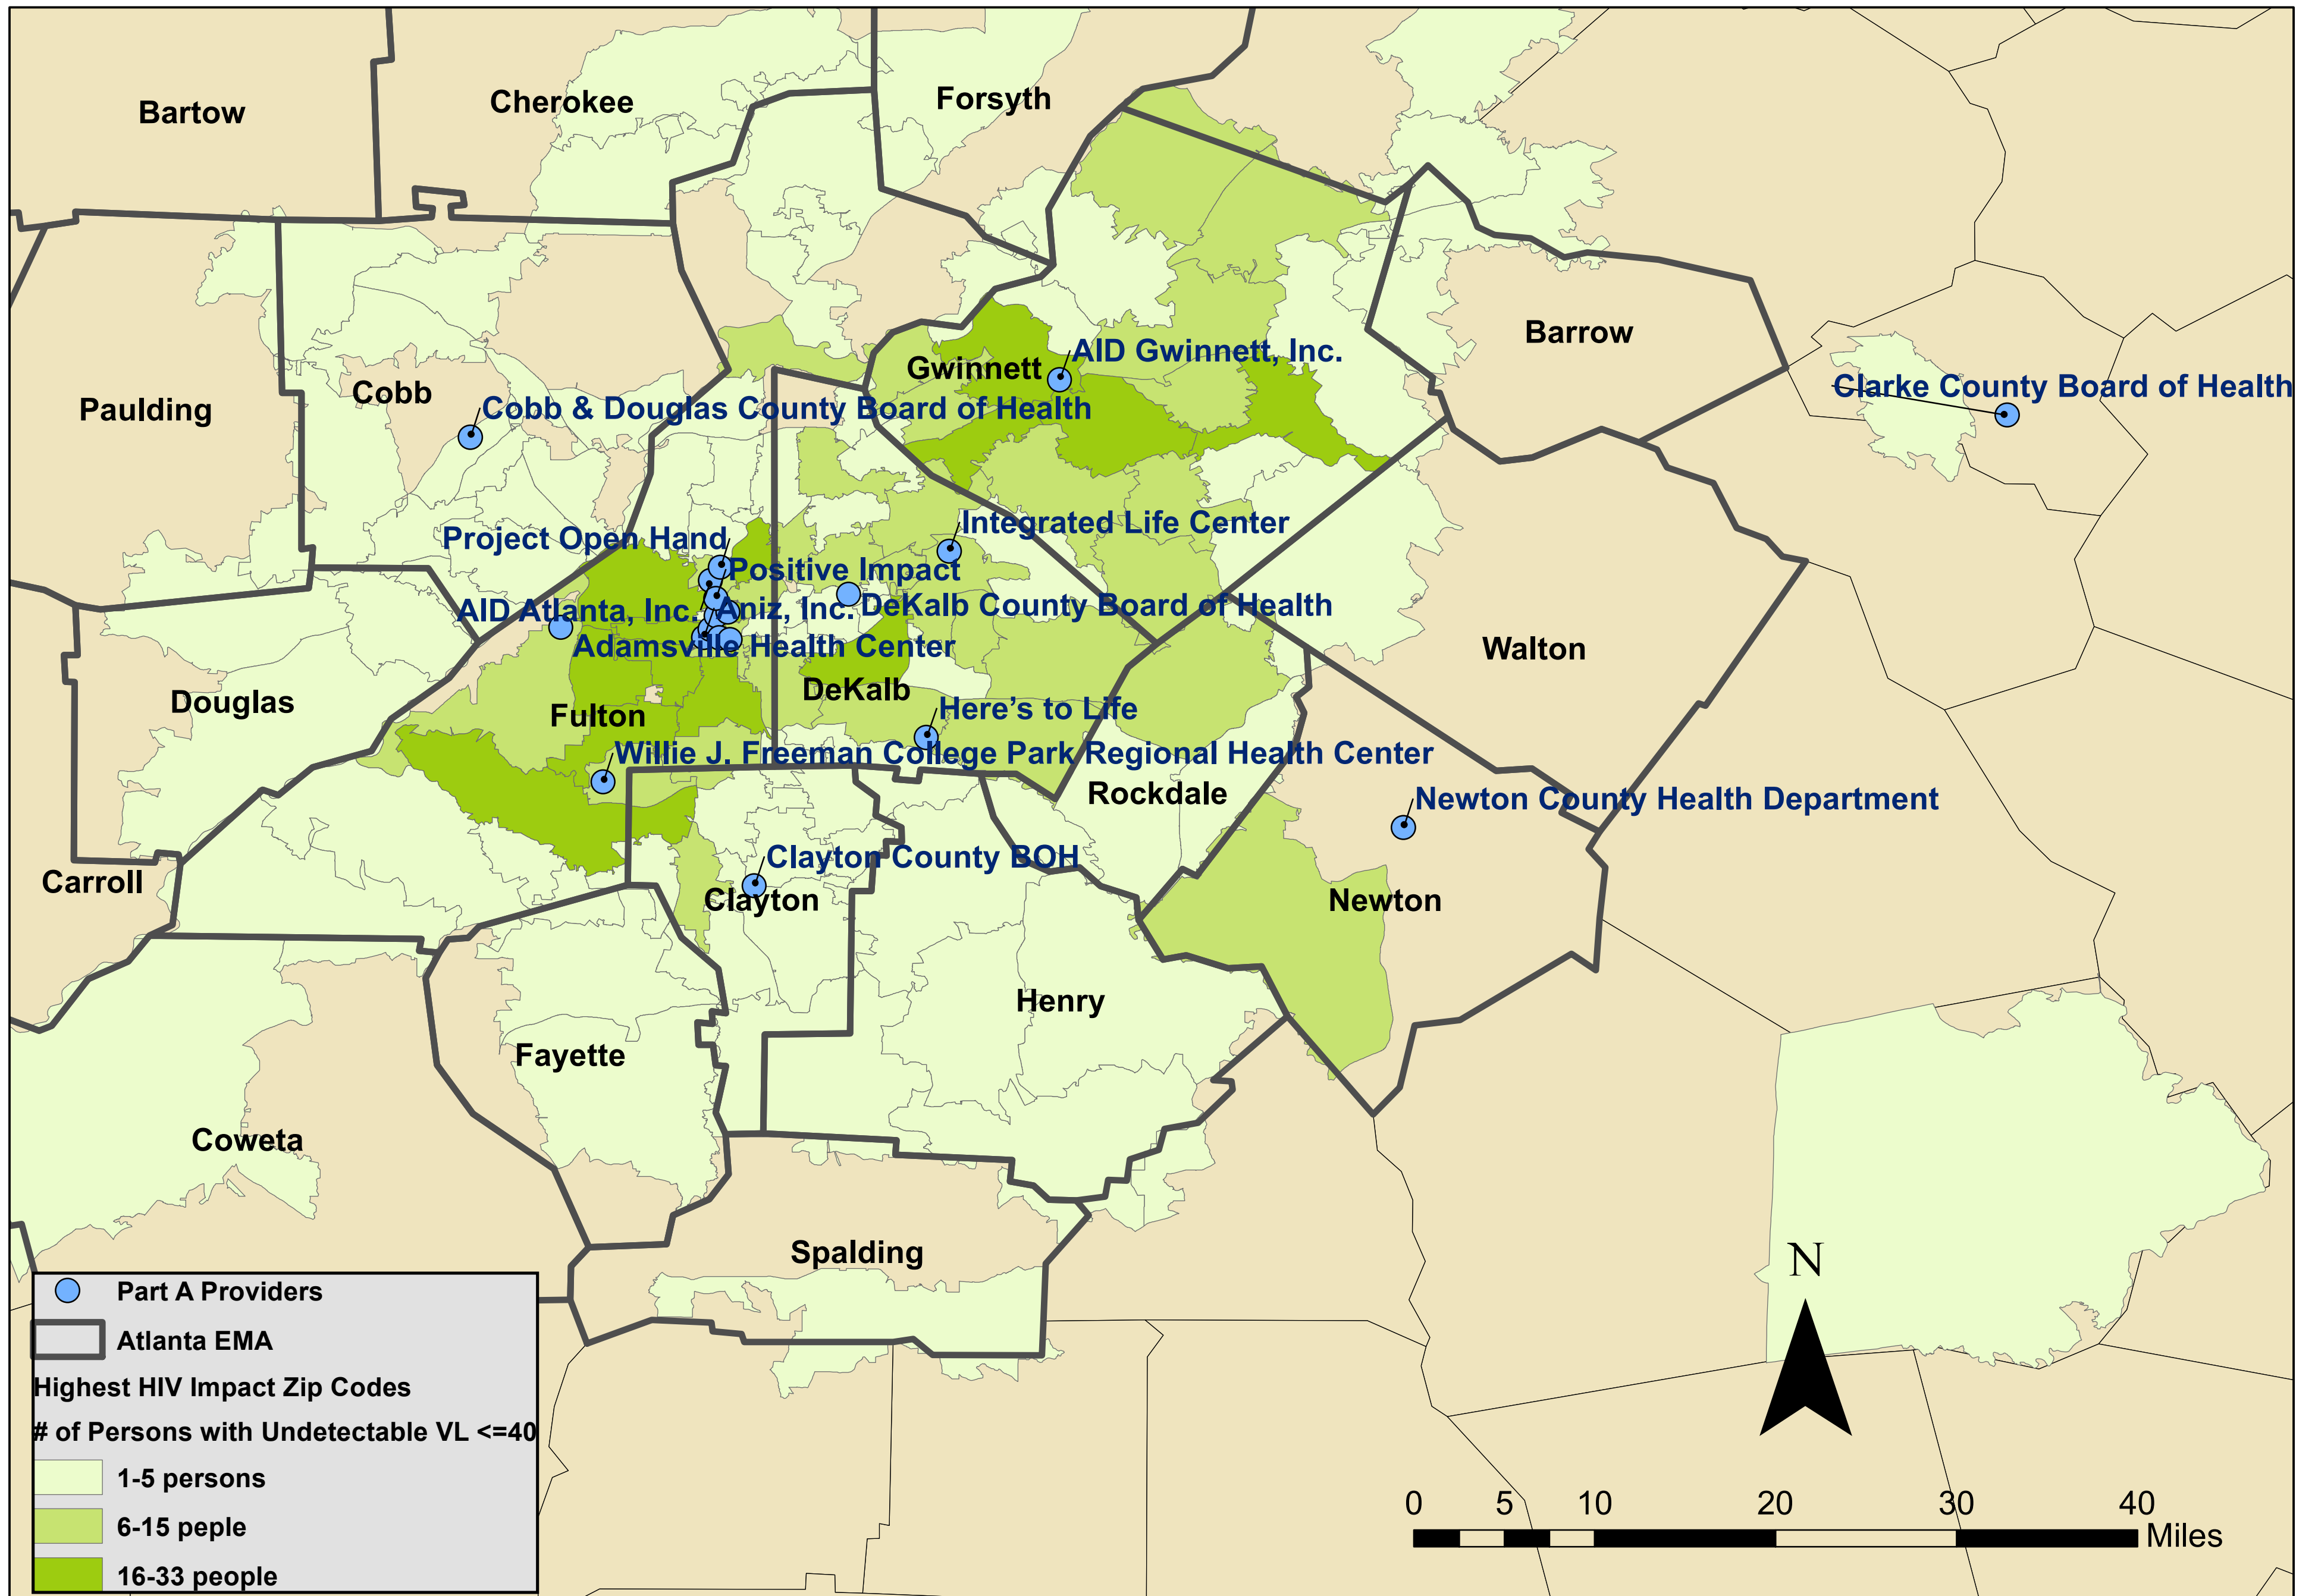 Cherokee
Forsyth
Bartow
Barrow
AID Gwinnett, Inc.
Gwinnett
Clarke County Board of Health
Cobb
Paulding
Cobb & Douglas County Board of Health
Integrated Life Center
Project Open Hand
Positive Impact
AID Atlanta, Inc.
Aniz, Inc.
DeKalb County Board of Health
Adamsville Health Center
Walton
DeKalb
Douglas
Here's to Life
Fulton
Willie J. Freeman College Park Regional Health Center
Rockdale
Newton County Health Department
Clayton County BOH
Carroll
Clayton
Newton
Henry
Fayette
Coweta
Spalding
N
Part A Providers
Atlanta EMA
Highest HIV Impact Zip Codes
# of Persons with Undetectable VL <=40
1-5 persons
6-15 peple
16-33 people
0 5 10 20 30 40
Miles